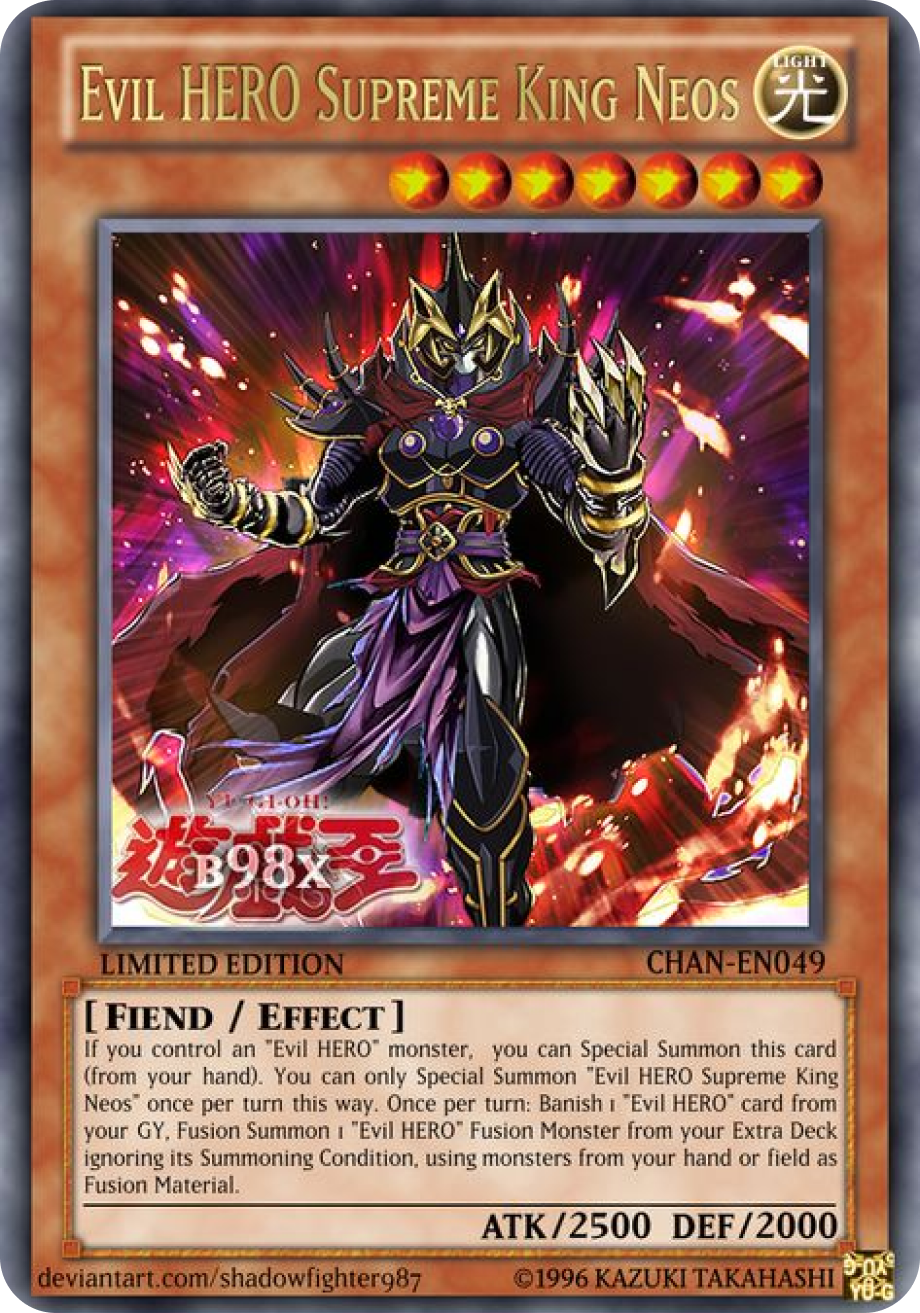 EVIL HERO SUPREME KING NEOS
LIGHT
光
YU-GI-OH!
遊戯王
B98X
LIMITED EDITION
CHAN-EN049
[ FIEND / EFFECT ]
If you control an "Evil HERO" monster, you can Special Summon this card
(from your hand). You can only Special Summon "Evil HERO Supreme King
Neos" once per turn this way. Once per turn: Banish 1 "Evil HERO" card from
your GY, Fusion Summon 1 "Evil HERO" Fusion Monster from your Extra Deck
ignoring its Summoning Condition, using monsters from your hand or field as
Fusion Material.
ATK/2500 DEF/2000
deviantart.com/shadowfighter987
©1996 KAZUKI TAKAHASHI